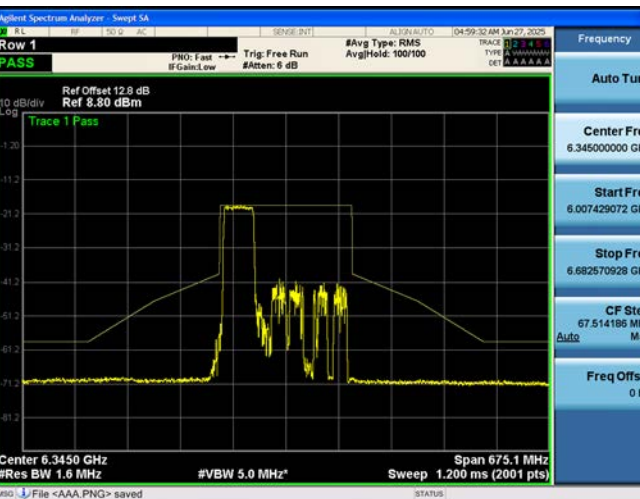 Agilent Spectrum Analyzer - Swept SA
RL RF 50 Ω AC SENSE:INT ALIGN AUTO 04:59:32 AM Jun 27, 2025
Row 1
PASS
PNO: Fast
IFGain:Low
Trig: Free Run
#Atten: 6 dB
#Avg Type: RMS
Avg|Hold: 100/100
TRACE 1 2 3 4 5 6
TYPE A WWWWW
DET A A A A A A
Ref Offset 12.8 dB
10 dB/div Ref 8.80 dBm
Log
Trace 1 Pass
-1.20
-11.2
-21.2
-31.2
-41.2
-51.2
-61.2
-71.2
-81.2
Center 6.3450 GHz Span 675.1 MHz
#Res BW 1.6 MHz #VBW 5.0 MHz* Sweep 1.200 ms (2001 pts)
MSG File <AAA.PNG> saved STATUS
Frequency
Auto Tun
Center Fre
6.345000000 GH
Start Fre
6.007429072 GH
Stop Fre
6.682570928 GH
CF Ste
67.514186 MH
Auto Ma
Freq Offs
0 H